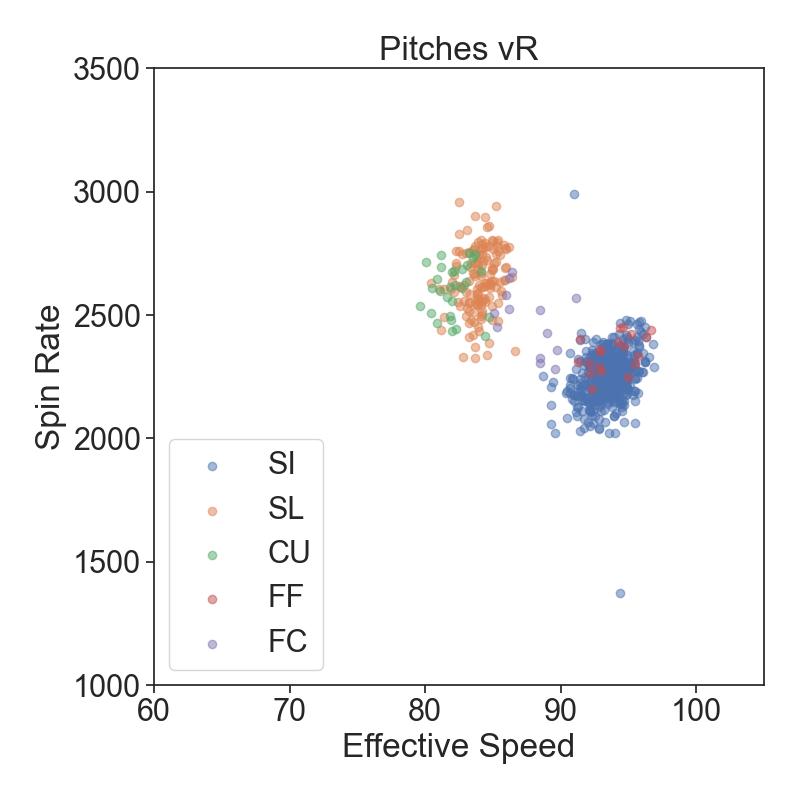 Pitches vR
3500
3000
2500
2000
1500
1000
Spin Rate
SI
SL
CU
FF
FC
60 70 80 90 100
Effective Speed